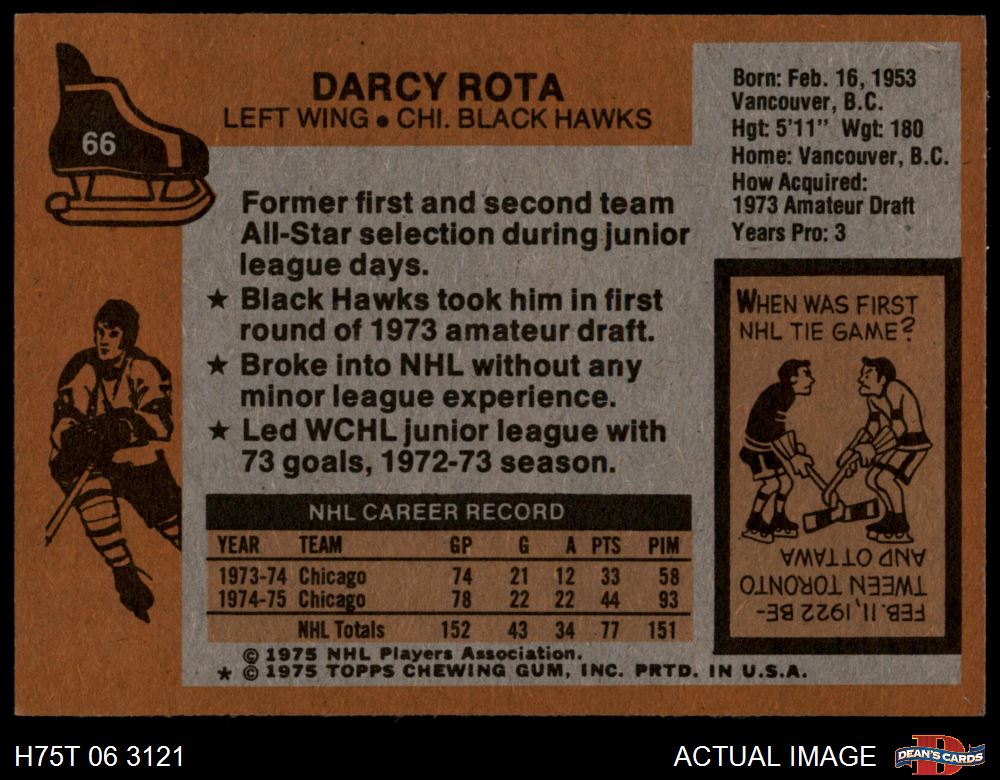 66
DARCY ROTA
LEFT WING • CHI. BLACK HAWKS
Former first and second team
All-Star selection during junior
league days.
★ Black Hawks took him in first
round of 1973 amateur draft.
★ Broke into NHL without any
minor league experience.
★ Led WCHL junior league with
73 goals, 1972-73 season.
NHL CAREER RECORD
YEAR TEAM GP G A PTS PIM
1973-74 Chicago 74 21 12 33 58
1974-75 Chicago 78 22 22 44 93
NHL Totals 152 43 34 77 151
© 1975 NHL Players Association.
★ © 1975 TOPPS CHEWING GUM, INC. PRTD. IN U.S.A.
Born: Feb. 16, 1953
Vancouver, B.C.
Hgt: 5'11" Wgt: 180
Home: Vancouver, B.C.
How Acquired:
1973 Amateur Draft
Years Pro: 3
WHEN WAS FIRST
NHL TIE GAME?
FEB. 11, 1922 BE-
TWEEN TORONTO
AND OTTAWA
H75T 06 3121
ACTUAL IMAGE
D
DEAN'S CARDS